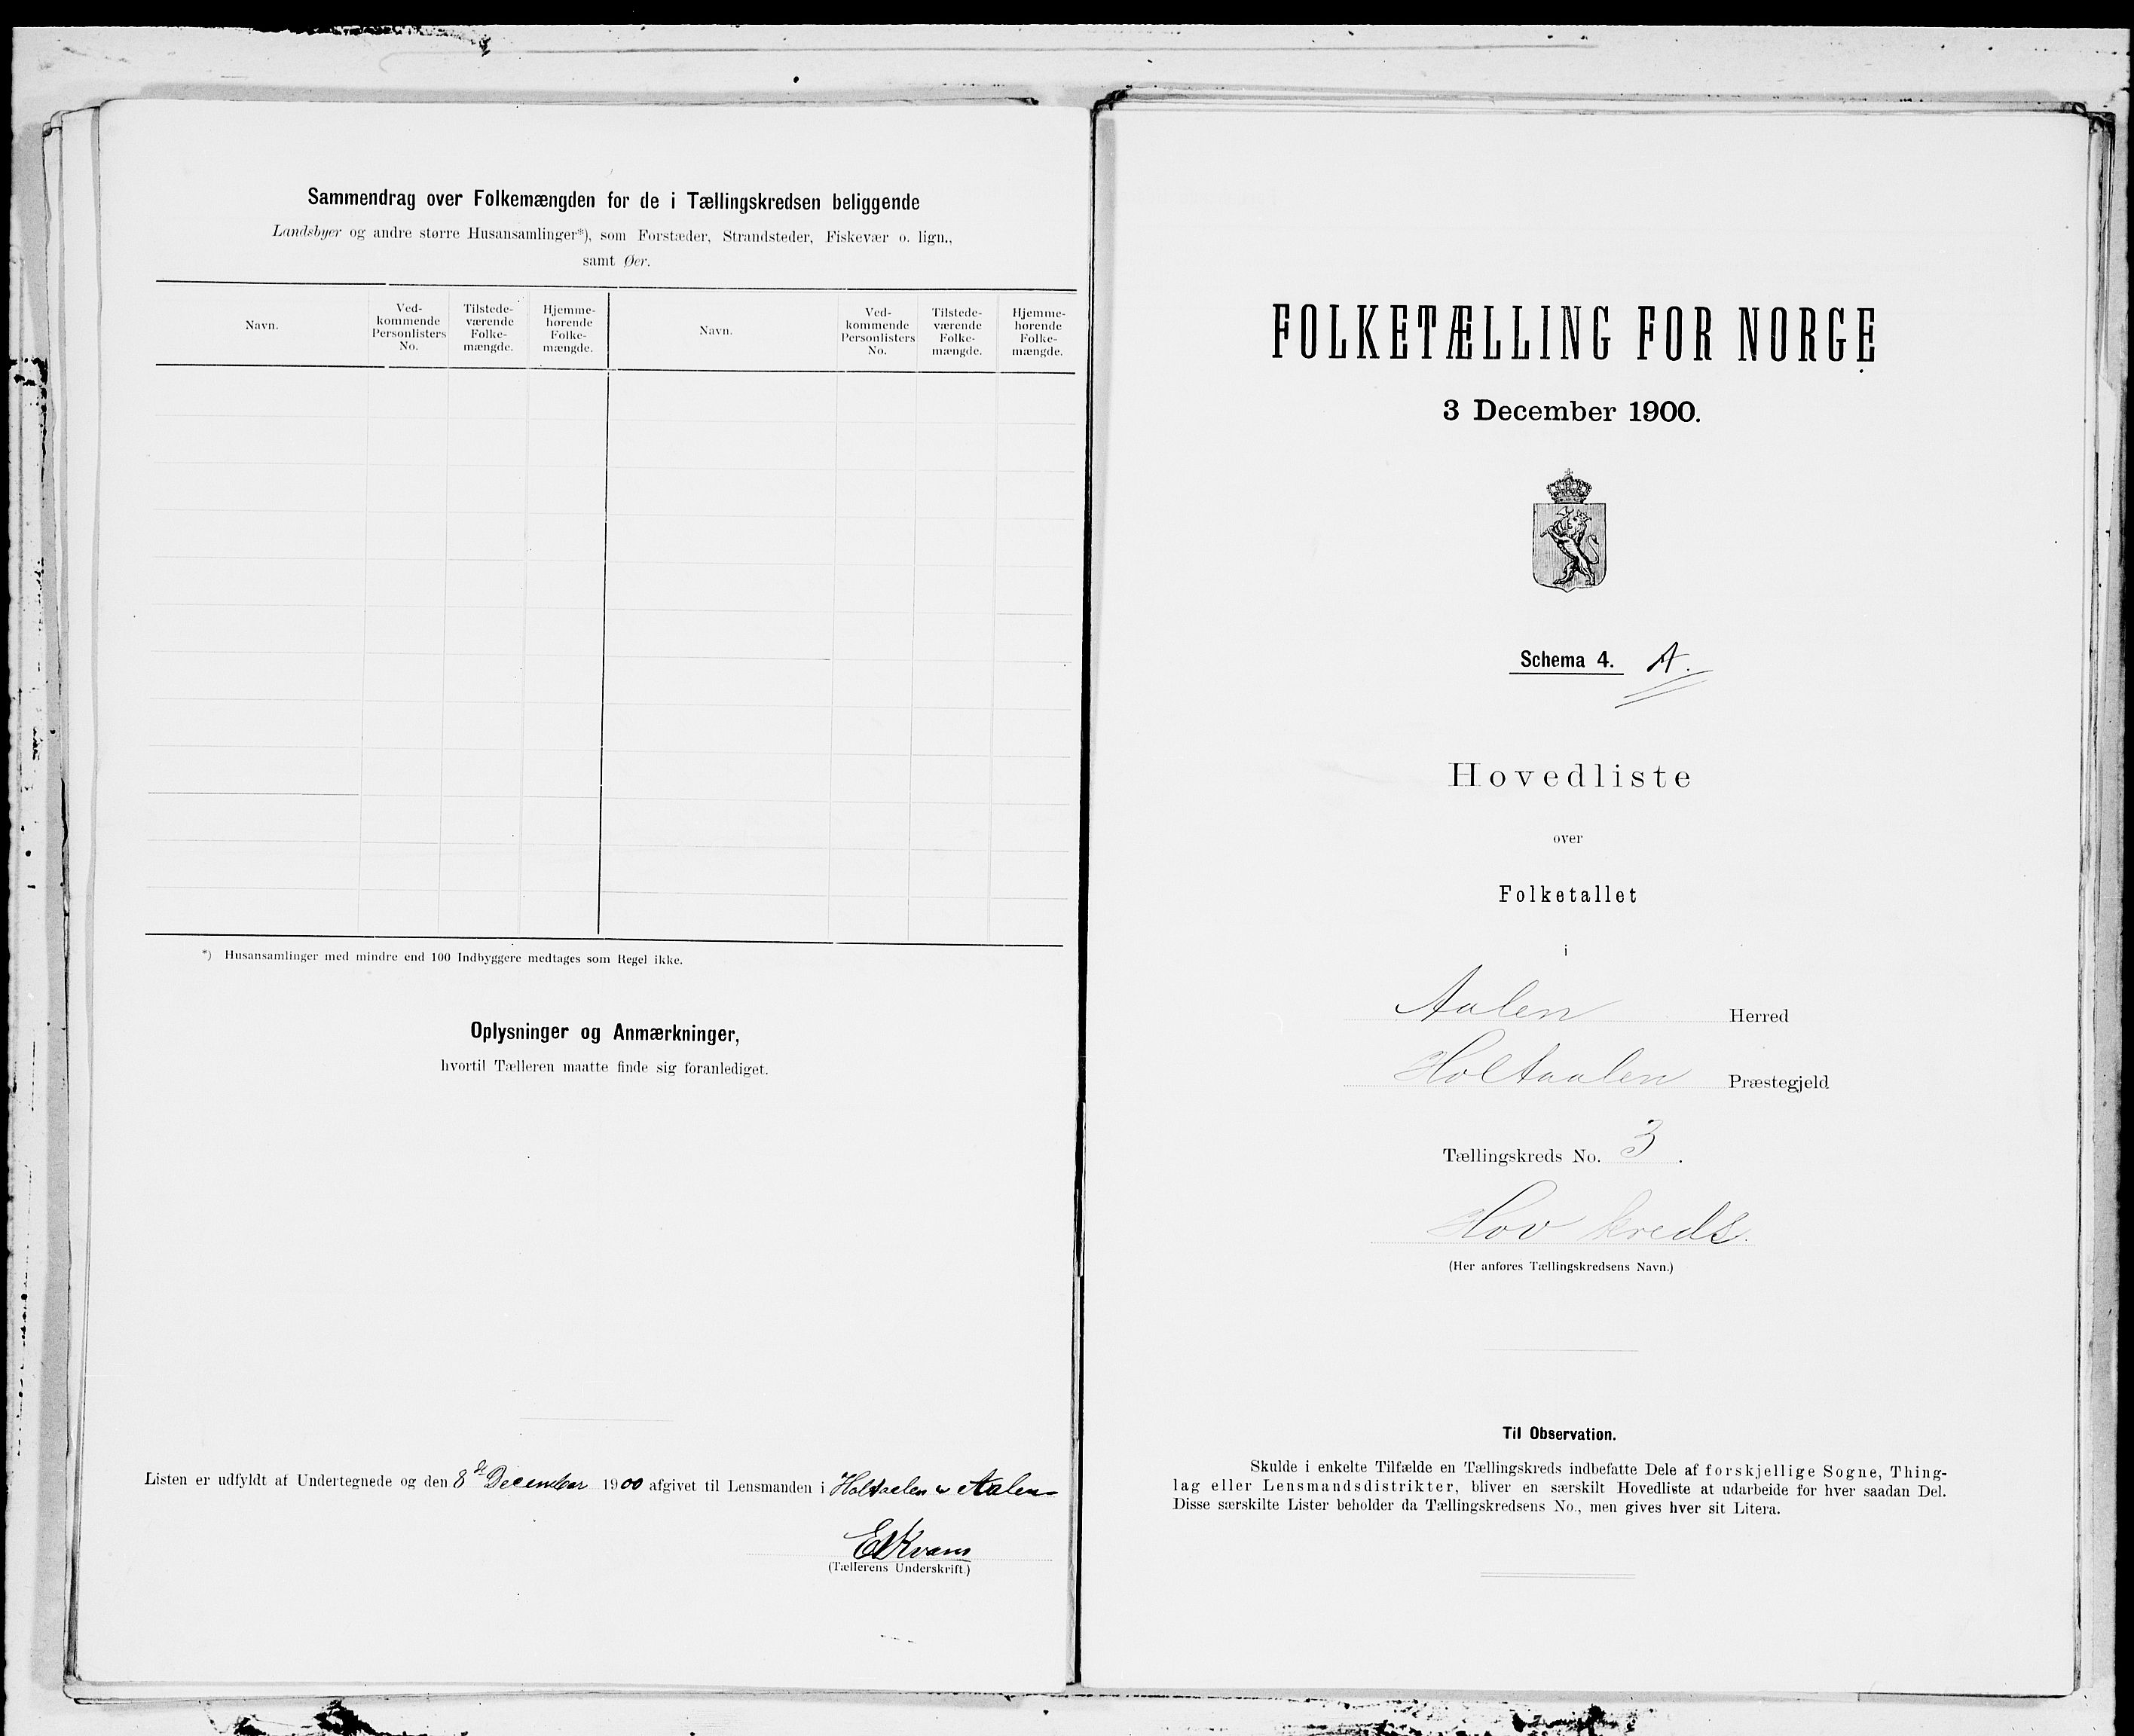 Sammendrag over Folkemængden for de i Tællingskredsen beliggende
Landsbyer og andre større Husansamlinger*), som Forstæder, Strandsteder, Fiskevær o. lign.,
samt Øer.
Navn.
Ved-
kommende
Personlisters
No.
Tilstede-
værende
Folke-
mængde.
Hjemme-
hørende
Folke-
mængde.
Navn.
Ved-
kommende
Personlisters
No.
Tilstede-
værende
Folke-
mængde.
Hjemme-
hørende
Folke-
mængde.
*) Husansamlinger med mindre end 100 Indbyggere medtages som Regel ikke.
Oplysninger og Anmærkninger,
hvortil Tælleren maatte finde sig foranlediget.
Listen er udfyldt af Undertegnede og den 8de December 1900 afgivet til Lensmanden i Holtaalen Aalen
Kvam
(Tællerens Underskrift.)
FOLKETÆLLING FOR NORGE
3 December 1900.
Schema 4. A.
Hovedliste
over
Folketallet
i
Aalen Herred
Holtaalen Præstegjeld
Tællingskreds No. 3.
Hov kreds.
(Her anføres Tællingskredsens Navn.)
Til Observation.
Skulde i enkelte Tilfælde en Tællingskreds indbefatte Dele af forskjellige Sogne, Thing-
lag eller Lensmandsdistrikter, bliver en særskilt Hovedliste at udarbeide for hver saadan Del.
Disse særskilte Lister beholder da Tællingskredsens No., men gives hver sit Litera.